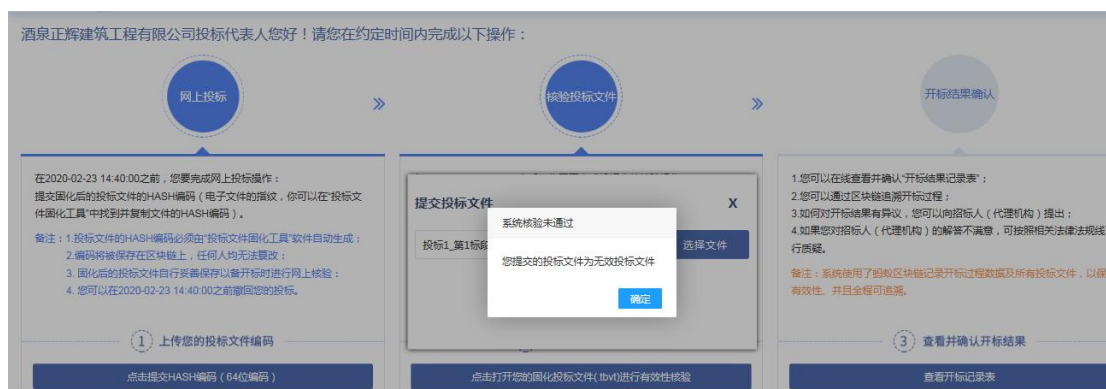 酒泉正辉建筑工程有限公司投标代表人您好！请您在约定时间内完成以下操作：
网上投标
»
核验投标文件
»
开标结果确认
在2020-02-23 14:40:00之前，您要完成网上投标操作：
提交固化后的投标文件的HASH编码（电子文件的指纹，你可以在“投标文
件固化工具”中找到并复制文件的HASH编码）。
备注：1.投标文件的HASH编码必须由“投标文件固化工具”软件自动生成；
2.编码将被保存在区块链上，任何人均无法篡改；
3. 固化后的投标文件自行妥善保存以备开标时进行网上核验；
4. 您可以在2020-02-23 14:40:00之前撤回您的投标。
1 上传您的投标文件编码
点击提交HASH编码（64位编码）
提交投标文件
X
投标1_第1标段
选择文件
系统核验未通过
您提交的投标文件为无效投标文件
确定
点击打开您的固化投标文件(.tbvt)进行有效性核验
1.您可以在线查看并确认“开标结果记录表”；
2.您可以通过区块链追溯开标过程；
3.如何对开标结果有异议，您可以向招标人（代理机构）提出；
4.如果您对招标人（代理机构）的解答不满意，可按照相关法律法规线
行质疑。
备注：系统使用了蚂蚁区块链记录开标过程数据及所有投标文件，以保
有效性、并且全程可追溯。
3 查看并确认开标结果
查看开标记录表